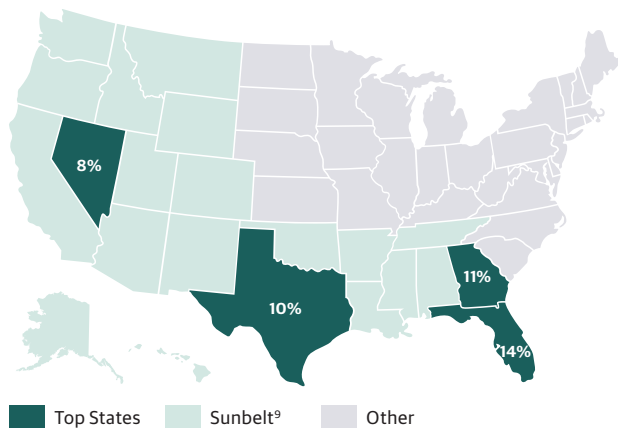 8%
11%
10%
14%
Top States
Sunbelt⁹
Other